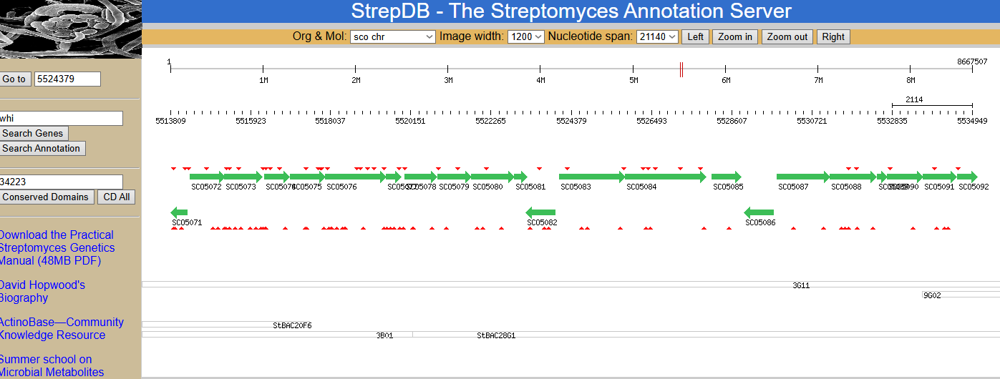 StrepDB - The Streptomyces Annotation Server
Org & Mol: sco chr Image width: 1200 Nucleotide span: 21140 Left Zoom in Zoom out Right
Go to 5524379
whi
Search Genes
Search Annotation
34223
Conserved Domains CD All
Download the Practical
Streptomyces Genetics
Manual (48MB PDF)
David Hopwood's
Biography
ActinoBase—Community
Knowledge Resource
Summer school on
Microbial Metabolites
1 8667507
1M 2M 3M 4M 5M 6M 7M 8M
2114
5513809 5515923 5518037 5520151 5522265 5524379 5526493 5528607 5530721 5532835 5534949
SCO5072 SCO5073 SCO5075 SCO5076 SCO5078 SCO5079 SCO5080 SCO5081 SCO5083 SCO5084 SCO5085 SCO5087 SCO5088 SCO5091 SCO5092
SCO5071 SCO5082 SCO5086
3G11
9G02
StBAC20F6
3B01 StBAC28G1